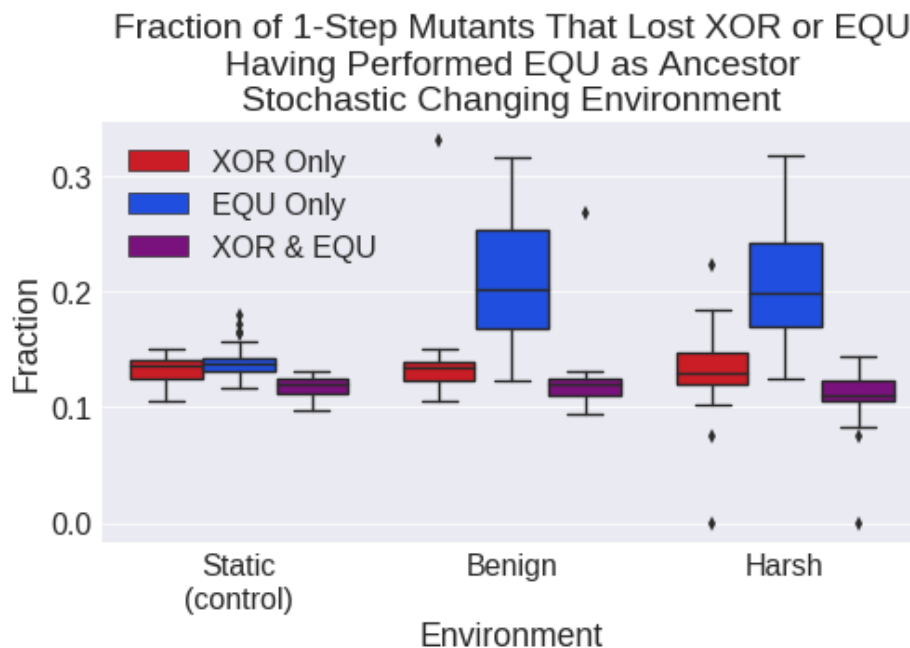 Fraction of 1-Step Mutants That Lost XOR or EQU
Having Performed EQU as Ancestor
Stochastic Changing Environment
XOR Only
EQU Only
XOR & EQU
0.3
0.2
0.1
0.0
Fraction
Static
(control)
Benign
Harsh
Environment